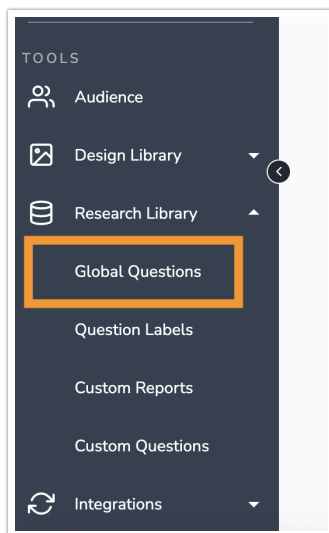 TOOLS
Audience
Design Library
Research Library
Global Questions
Question Labels
Custom Reports
Custom Questions
Integrations